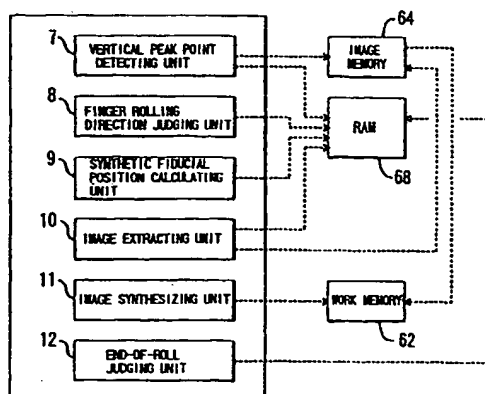 64
7
VERTICAL PEAK POINT
DETECTING UNIT
IMAGE
MEMORY
8
FINGER ROLLING
DIRECTION JUDGING UNIT
RAM
9
SYNTHETIC FIDUCIAL
POSITION CALCULATING
UNIT
68
10
IMAGE EXTRACTING UNIT
11
IMAGE SYNTHESIZING UNIT
WORK MEMORY
12
END-OF-ROLL
JUDGING UNIT
62